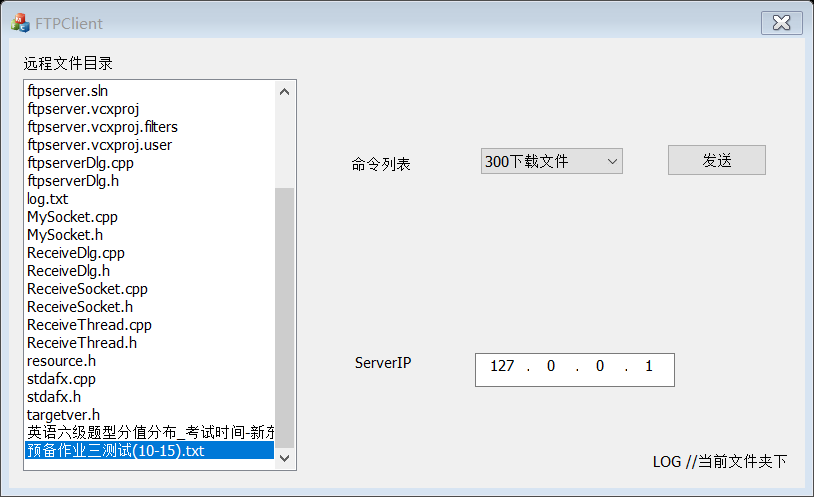 FTPClient
远程文件目录
ftpserver.sln
ftpserver.vcxproj
ftpserver.vcxproj.filters
ftpserver.vcxproj.user
ftpserverDlg.cpp
ftpserverDlg.h
log.txt
MySocket.cpp
MySocket.h
ReceiveDlg.cpp
ReceiveDlg.h
ReceiveSocket.cpp
ReceiveSocket.h
ReceiveThread.cpp
ReceiveThread.h
resource.h
stdafx.cpp
stdafx.h
targetver.h
英语六级题型分值分布_考试时间-新东
预备作业三测试(10-15).txt
命令列表
300下载文件
发送
ServerIP
127 . 0 . 0 . 1
LOG //当前文件夹下